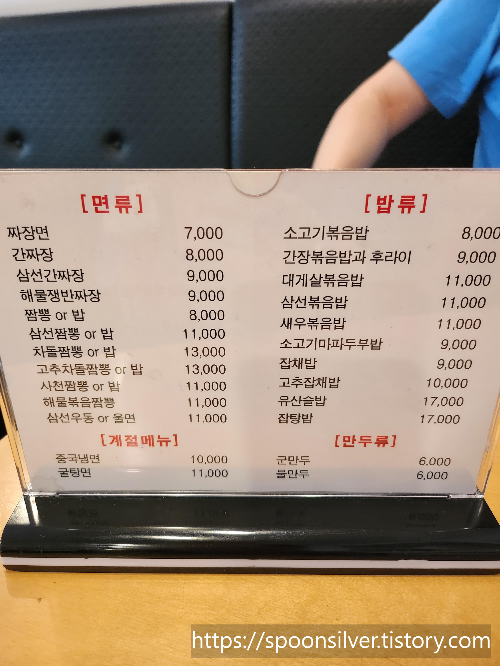 [면류]
짜장면 7,000
간짜장 8,000
삼선간짜장 9,000
해물쟁반짜장 9,000
짬뽕 or 밥 8,000
삼선짬뽕 or 밥 11,000
차돌짬뽕 or 밥 13,000
고추차돌짬뽕 or 밥 13,000
사천짬뽕 or 밥 11,000
해물볶음짬뽕 11,000
삼선우동 or 울면 11,000
[계절메뉴]
중국냉면 10,000
굴탕면 11,000
[밥류]
소고기볶음밥 8,000
간장볶음밥과 후라이 9,000
대게살볶음밥 11,000
삼선볶음밥 11,000
새우볶음밥 11,000
소고기마파두부밥 9,000
잡채밥 9,000
고추잡채밥 10,000
유산슬밥 17,000
잡탕밥 17,000
[만두류]
군만두 6,000
물만두 6,000
https://spoonsilver.tistory.com